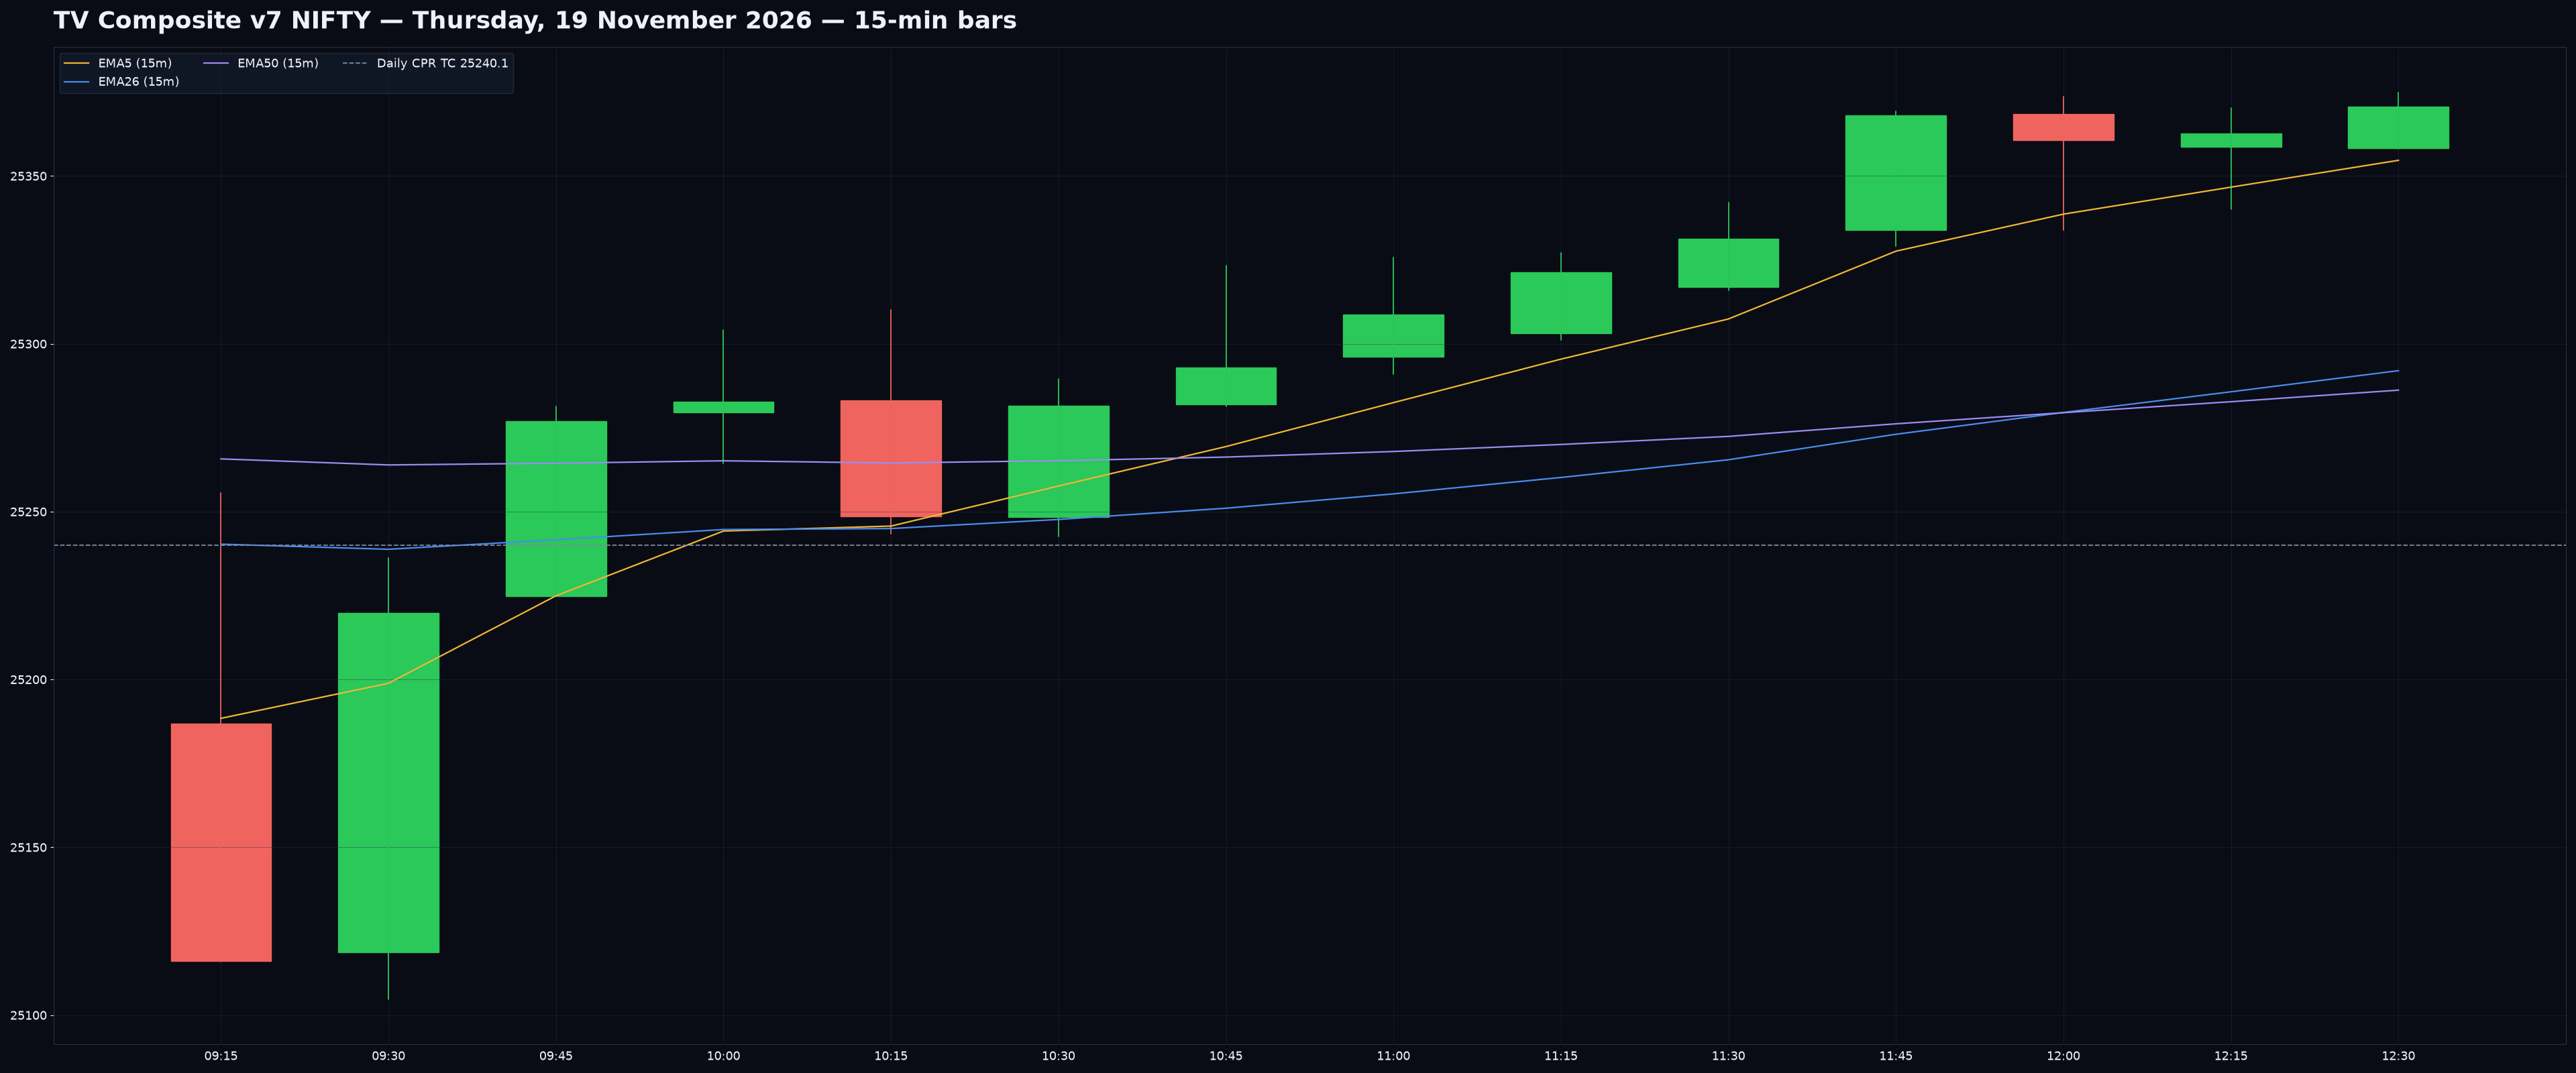 TV Composite v7 NIFTY — Thursday, 19 November 2026 — 15-min bars
EMA5 (15m) EMA50 (15m) Daily CPR TC 25240.1
EMA26 (15m)
25350
25300
25250
25200
25150
25100
09:15 09:30 09:45 10:00 10:15 10:30 10:45 11:00 11:15 11:30 11:45 12:00 12:15 12:30